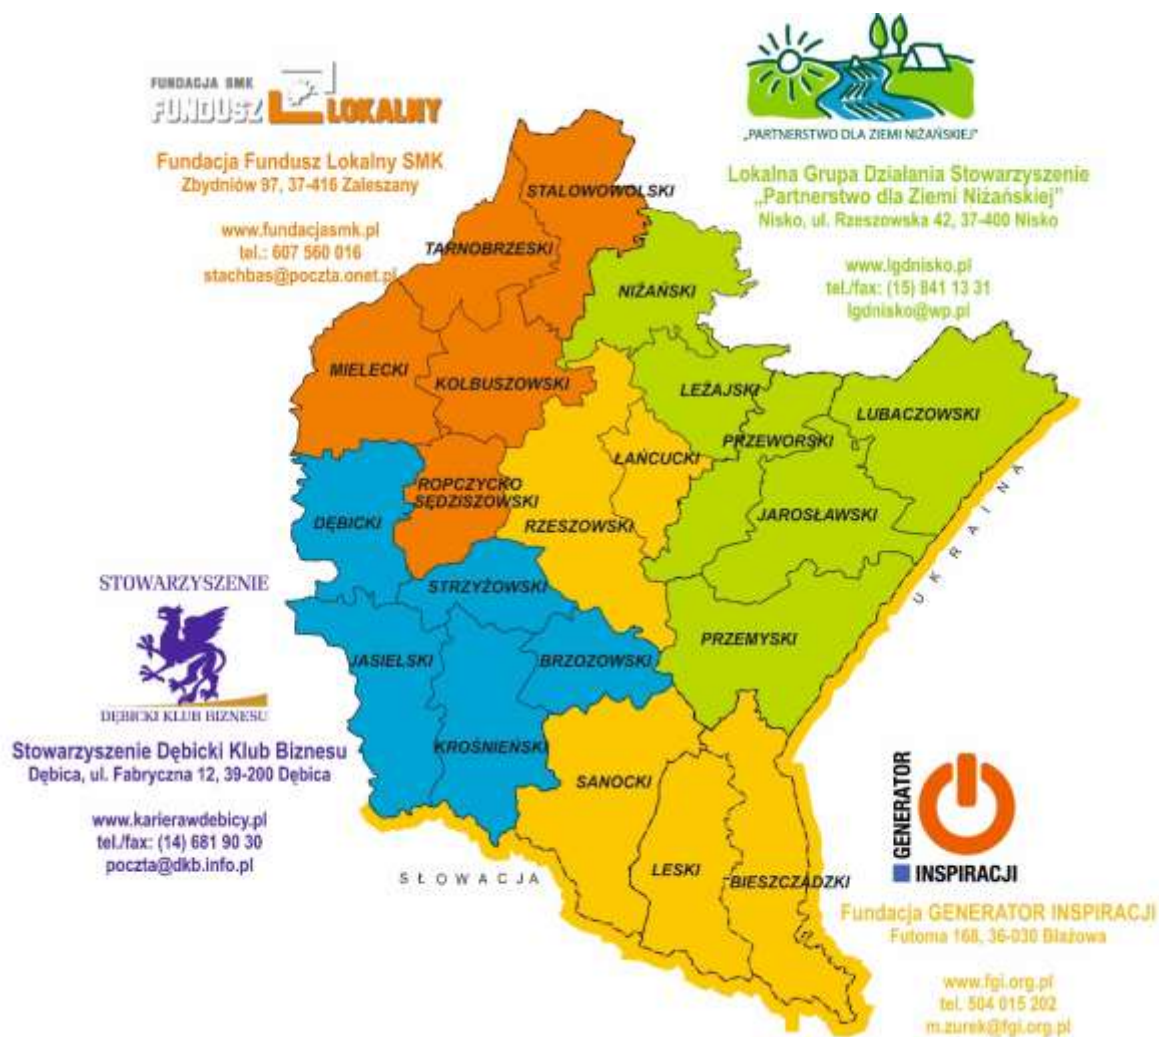 FUNDACJA SMK
FUNDUSZ LOKALNY
Fundacja Fundusz Lokalny SMK
Zbydniów 97, 37-416 Zaleszany
www.fundacjasmk.pl
tel.: 607 560 016
stachbas@poczta.onet.pl
„PARTNERSTWO DLA ZIEMI NIŻAŃSKIEJ"
Lokalna Grupa Działania Stowarzyszenie
„Partnerstwo dla Ziemi Niżańskiej"
Nisko, ul. Rzeszowska 42, 37-400 Nisko
www.lgdnisko.pl
tel./fax: (15) 841 13 31
lgdnisko@wp.pl
STALOWOWOLSKI
TARNOBRZESKI
NIŻAŃSKI
MIELECKI
KOLBUSZOWSKI
LEŻAJSKI
LUBACZOWSKI
PRZEWORSKI
ŁAŃCUCKI
ROPCZYCKO
SĘDZISZOWSKI
DĘBICKI
RZESZOWSKI
JAROSŁAWSKI
UKRAINA
STRZYŻOWSKI
PRZEMYSKI
JASIELSKI
BRZOZOWSKI
KROŚNIEŃSKI
SANOCKI
LESKI
BIESZCZADZKI
SŁOWACJA
STOWARZYSZENIE
DĘBICKI KLUB BIZNESU
Stowarzyszenie Dębicki Klub Biznesu
Dębica, ul. Fabryczna 12, 39-200 Dębica
www.karierawdebicy.pl
tel./fax: (14) 681 90 30
poczta@dkb.info.pl
GENERATOR
INSPIRACJI
Fundacja GENERATOR INSPIRACJI
Futoma 168, 36-030 Błażowa
www.fgi.org.pl
tel. 504 015 202
m.zurek@fgi.org.pl